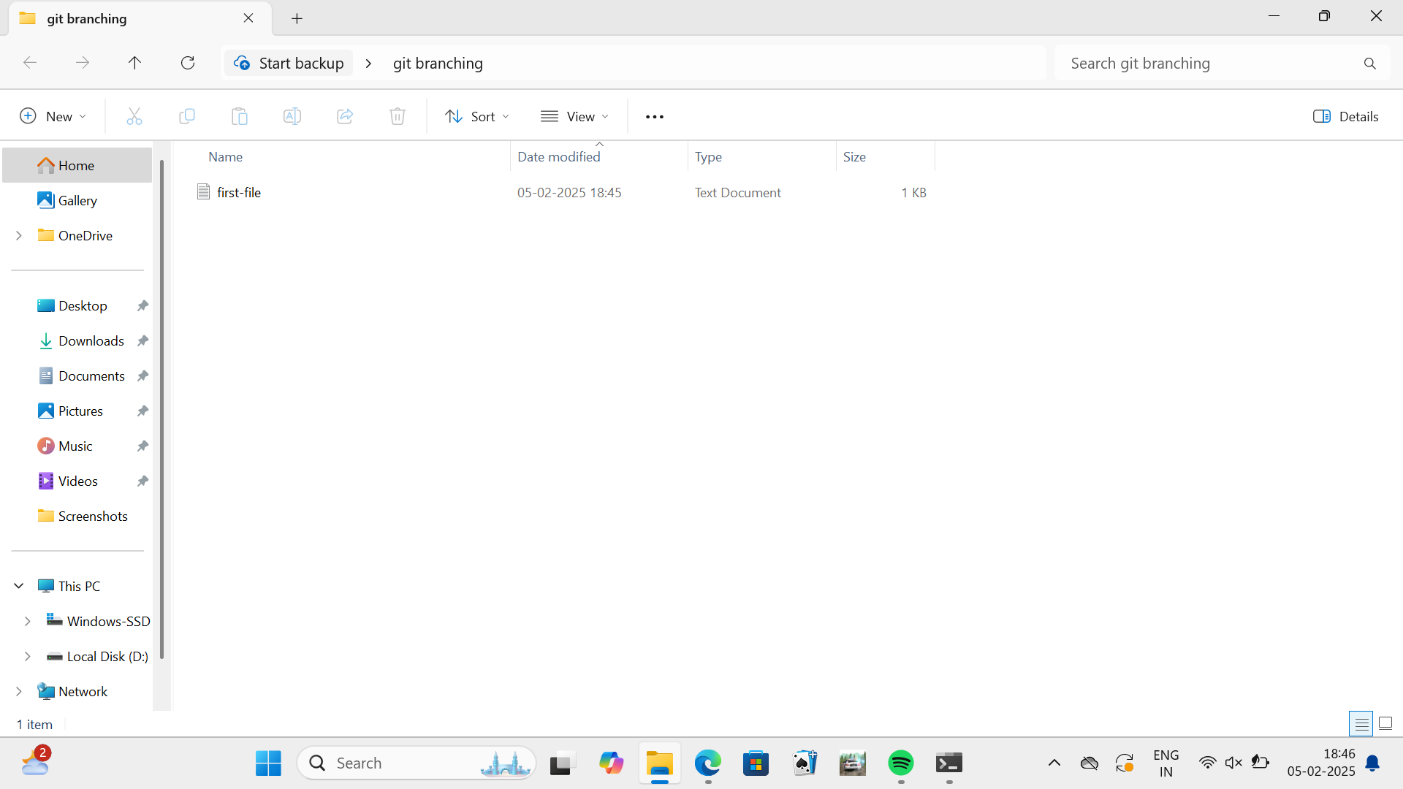 git branching
Start backup
git branching
Search git branching
New
Sort
View
Details
Name
Date modified
Type
Size
first-file
05-02-2025 18:45
Text Document
1 KB
Home
Gallery
OneDrive
Desktop
Downloads
Documents
Pictures
Music
Videos
Screenshots
This PC
Windows-SSD
Local Disk (D:)
Network
1 item
2
Search
ENG
IN
18:46
05-02-2025